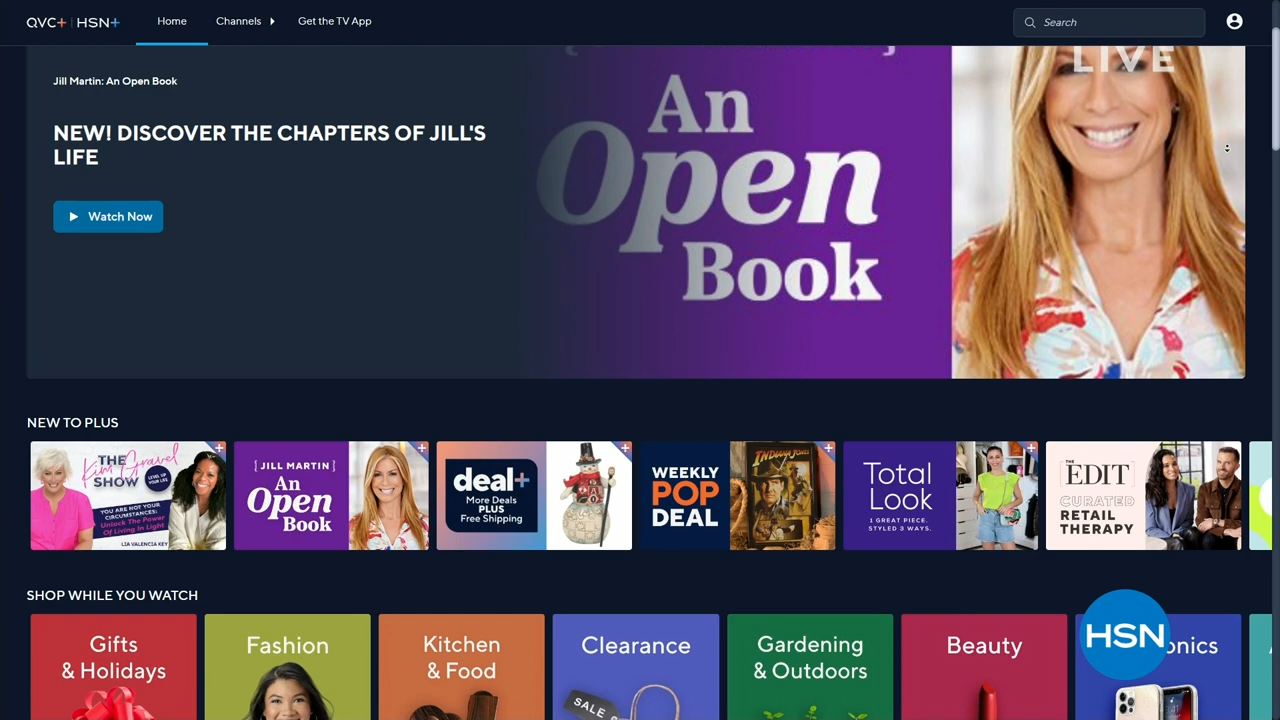 QVC+ | HSN+
Home
Channels
Get the TV App
Search
LIVE
Jill Martin: An Open Book
NEW! DISCOVER THE CHAPTERS OF JILL'S
LIFE
Watch Now
An
Open
Book
NEW TO PLUS
THE
Kim Gravel
SHOW
LEVEL UP
YOUR LIFE
YOU ARE NOT YOUR
CIRCUMSTANCES:
Unlock The Power
Of Living In Light
LIA VALENCIA KEY
[ JILL MARTIN ]
An
Open
Book
deal+
More Deals
PLUS
Free Shipping
WEEKLY
POP
DEAL
INDIANA JONES
Total
Look
1 GREAT PIECE.
STYLED 3 WAYS.
THE
EDIT
CURATED
RETAIL
THERAPY
SHOP WHILE YOU WATCH
Gifts
& Holidays
Fashion
Kitchen
& Food
Clearance
SALE
Gardening
& Outdoors
Beauty
HSN
onics